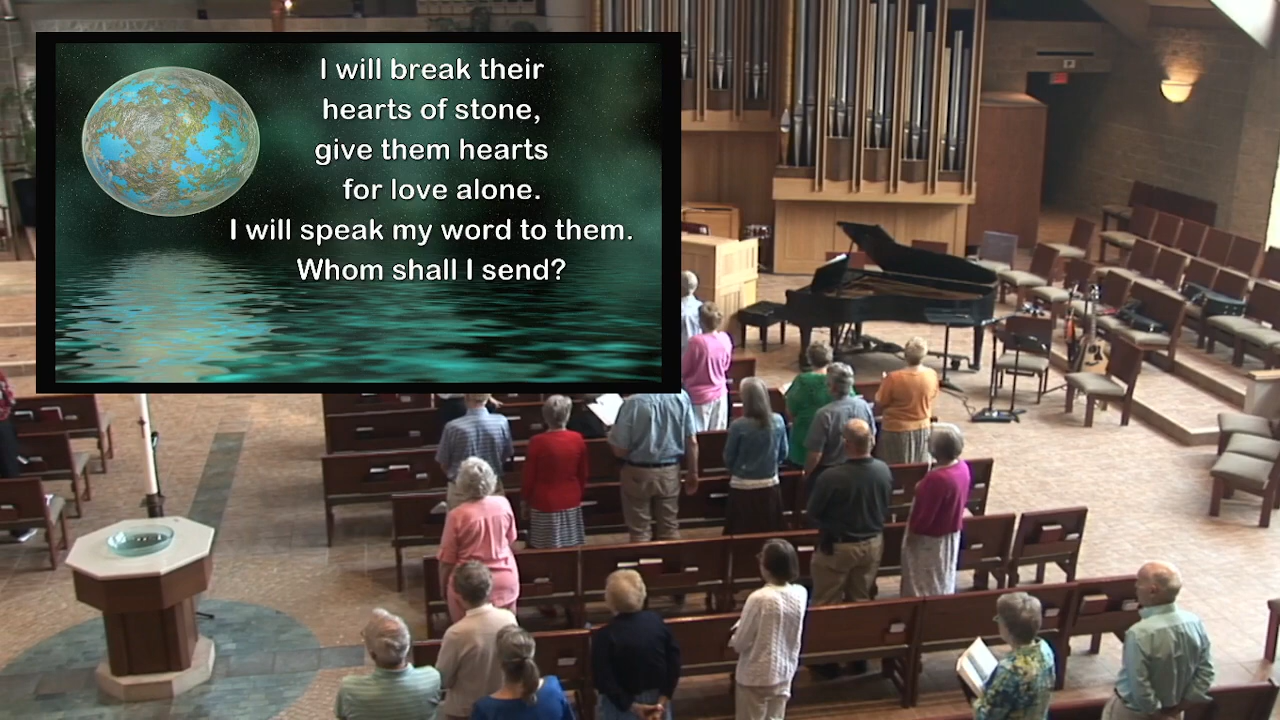 I will break their
hearts of stone,
give them hearts
for love alone.
I will speak my word to them.
Whom shall I send?